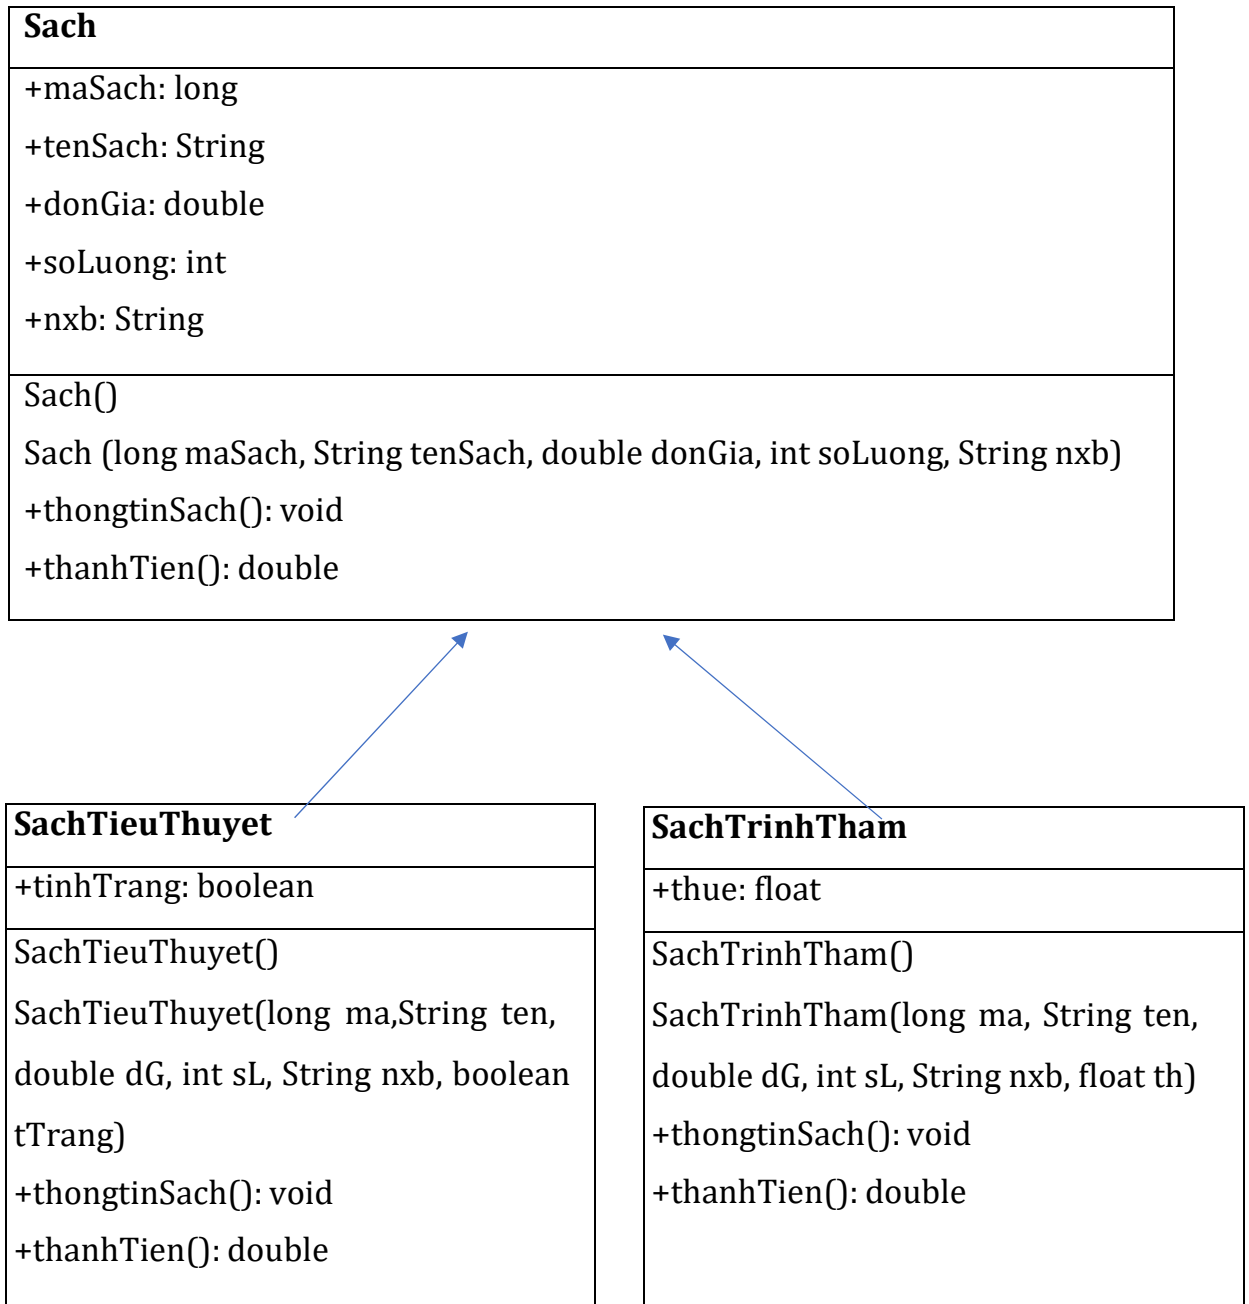 Sach
+maSach: long
+tenSach: String
+donGia: double
+soLuong: int
+nxb: String
Sach()
Sach (long maSach, String tenSach, double donGia, int soLuong, String nxb)
+thongtinSach(): void
+thanhTien(): double
SachTieuThuyet
+tinhTrang: boolean
SachTieuThuyet()
SachTieuThuyet(long ma,String ten,
double dG, int sL, String nxb, boolean
tTrang)
+thongtinSach(): void
+thanhTien(): double
SachTrinhTham
+thue: float
SachTrinhTham()
SachTrinhTham(long ma, String ten,
double dG, int sL, String nxb, float th)
+thongtinSach(): void
+thanhTien(): double